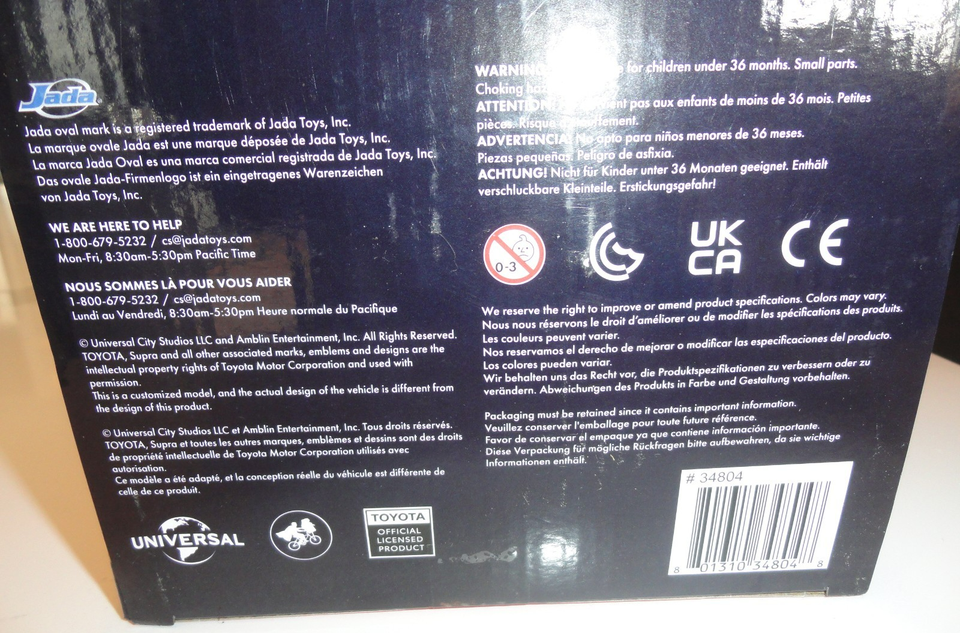 Jada
Jada oval mark is a registered trademark of Jada Toys, Inc.
La marque ovale Jada est une marque déposée de Jada Toys, Inc.
La marca Jada Oval es una marca comercial registrada de Jada Toys, Inc.
Das ovale Jada-Firmenlogo ist ein eingetragenes Warenzeichen
von Jada Toys, Inc.
WE ARE HERE TO HELP
1-800-679-5232 / cs@jadatoys.com
Mon-Fri, 8:30am-5:30pm Pacific Time
NOUS SOMMES LÀ POUR VOUS AIDER
1-800-679-5232 / cs@jadatoys.com
Lundi au Vendredi, 8:30am-5:30pm Heure normale du Pacifique
© Universal City Studios LLC and Amblin Entertainment, Inc. All Rights Reserved.
TOYOTA, Supra and all other associated marks, emblems and designs are the
intellectual property rights of Toyota Motor Corporation and used with
permission.
This is a customized model, and the actual design of the vehicle is different from
the design of this product.
© Universal City Studios LLC et Amblin Entertainment, Inc. Tous droits réservés.
TOYOTA, Supra et toutes les autres marques, emblèmes et dessins sont des droits
de propriété intellectuelle de Toyota Motor Corporation utilisés avec
autorisation.
Ce modèle a été adapté, et la conception réelle du véhicule est différente de
celle de ce produit.
UNIVERSAL
TOYOTA
OFFICIAL
LICENSED
PRODUCT
WARNING for children under 36 months. Small parts.
Choking
ATTENTION! pas aux enfants de moins de 36 mois. Petites
pièces. Risque
ADVERTENCIA! No apto para niños menores de 36 meses.
Piezas pequeñas. Peligro de asfixia.
ACHTUNG! Nicht für Kinder unter 36 Monaten geeignet. Enthält
verschluckbare Kleinteile. Erstickungsgefahr!
0-3
UK
CA
CE
We reserve the right to improve or amend product specifications. Colors may vary.
Nous nous réservons le droit d'améliorer ou de modifier les spécifications des produits.
Les couleurs peuvent varier.
Nos reservamos el derecho de mejorar o modificar las especificaciones del producto.
Los colores pueden variar.
Wir behalten uns das Recht vor, die Produktspezifikationen zu verbessern oder zu
verändern. Abweichungen des Produkts in Farbe und Gestaltung vorbehalten.
Packaging must be retained since it contains important information.
Veuillez conserver l'emballage pour toute future référence.
Favor de conservar el empaque ya que contiene información importante.
Diese Verpackung für mögliche Rückfragen bitte aufbewahren, da sie wichtige
Informationen enthält.
# 34804
8 01310 34804 8